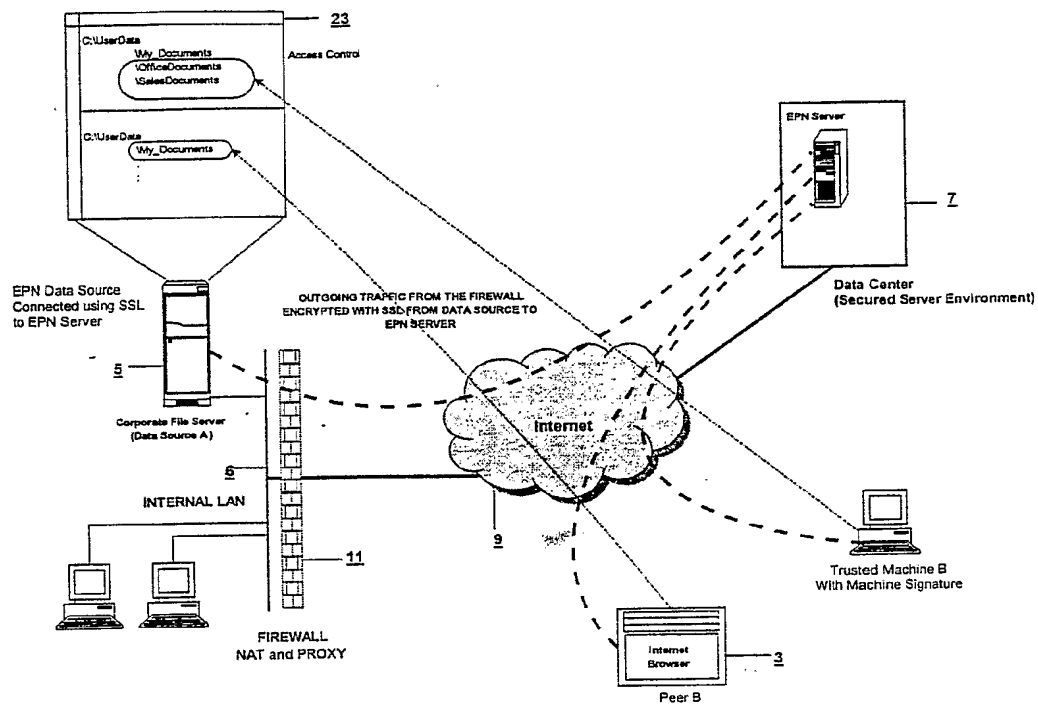 23
C:\UserData
\My_Documents
\OfficeDocuments
\SalesDocuments
Access Control
C:\UserData
\My_Documents
EPN Server
7
Data Center
(Secured Server Environment)
EPN Data Source
Connected using SSL
to EPN Server
OUTGOING TRAFFIC FROM THE FIREWALL
ENCRYPTED WITH SSL FROM DATA SOURCE TO
EPN SERVER
5
Corporate File Server
(Data Source A)
Internet
6
INTERNAL LAN
9
11
Trusted Machine B
With Machine Signature
FIREWALL
NAT and PROXY
Internet
Browser
3
Peer B